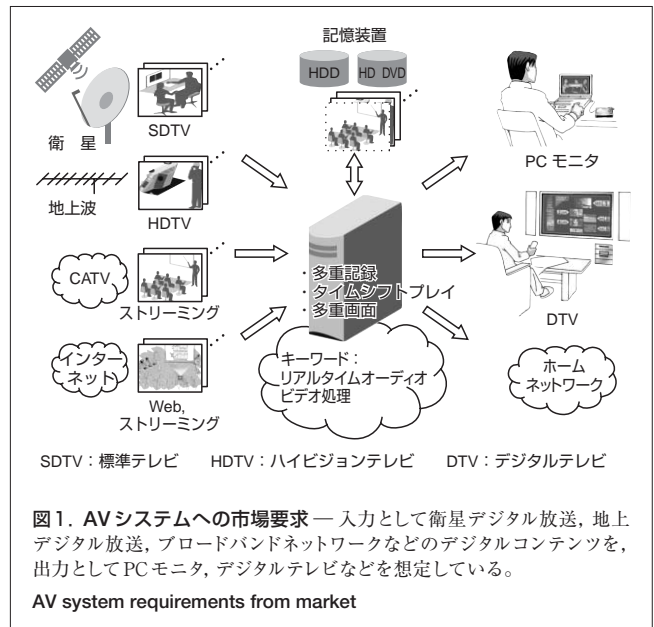 記憶装置
HDD
HD DVD
衛 星
SDTV
地上波
HDTV
CATV
ストリーミング
インター
ネット
Web,
ストリーミング
・多重記録
・タイムシフトプレイ
・多重画面
キーワード：
リアルタイムオーディオ
ビデオ処理
PC モニタ
DTV
ホーム
ネットワーク
SDTV：標準テレビ HDTV：ハイビジョンテレビ DTV：デジタルテレビ
図1. AVシステムへの市場要求 — 入力として衛星デジタル放送，地上
デジタル放送，ブロードバンドネットワークなどのデジタルコンテンツを，
出力としてPCモニタ，デジタルテレビなどを想定している。
AV system requirements from market